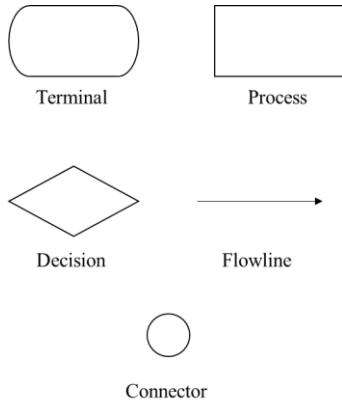 Terminal
Process
Decision
Flowline
Connector